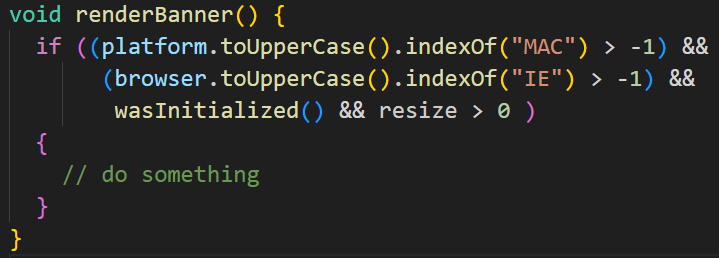 void renderBanner() {
  if ((platform.toUpperCase().indexOf("MAC") > -1) &&
       (browser.toUpperCase().indexOf("IE") > -1) &&
        wasInitialized() && resize > 0 )
  {
    // do something
  }
}